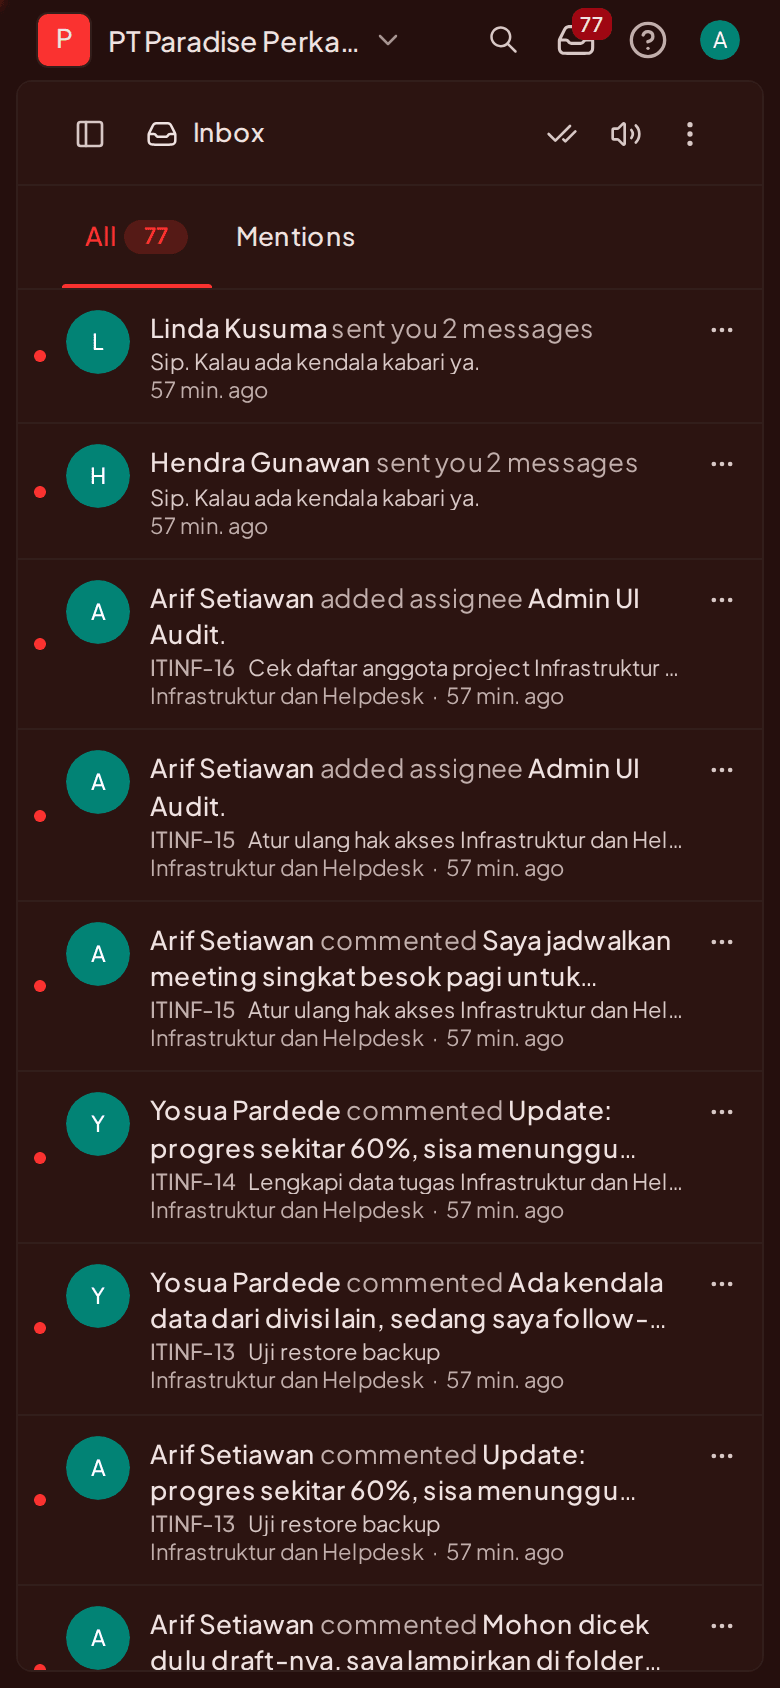 P PT Paradise Perka... 77 A
Inbox
All 77 Mentions
L Linda Kusuma sent you 2 messages
Sip. Kalau ada kendala kabari ya.
57 min. ago
H Hendra Gunawan sent you 2 messages
Sip. Kalau ada kendala kabari ya.
57 min. ago
A Arif Setiawan added assignee Admin UI
Audit.
ITINF-16 Cek daftar anggota project Infrastruktur ...
Infrastruktur dan Helpdesk · 57 min. ago
A Arif Setiawan added assignee Admin UI
Audit.
ITINF-15 Atur ulang hak akses Infrastruktur dan Hel...
Infrastruktur dan Helpdesk · 57 min. ago
A Arif Setiawan commented Saya jadwalkan
meeting singkat besok pagi untuk...
ITINF-15 Atur ulang hak akses Infrastruktur dan Hel...
Infrastruktur dan Helpdesk · 57 min. ago
Y Yosua Pardede commented Update:
progres sekitar 60%, sisa menunggu...
ITINF-14 Lengkapi data tugas Infrastruktur dan Hel...
Infrastruktur dan Helpdesk · 57 min. ago
Y Yosua Pardede commented Ada kendala
data dari divisi lain, sedang saya follow-...
ITINF-13 Uji restore backup
Infrastruktur dan Helpdesk · 57 min. ago
A Arif Setiawan commented Update:
progres sekitar 60%, sisa menunggu...
ITINF-13 Uji restore backup
Infrastruktur dan Helpdesk · 57 min. ago
A Arif Setiawan commented Mohon dicek
dulu draft-nya, saya lampirkan di folder...